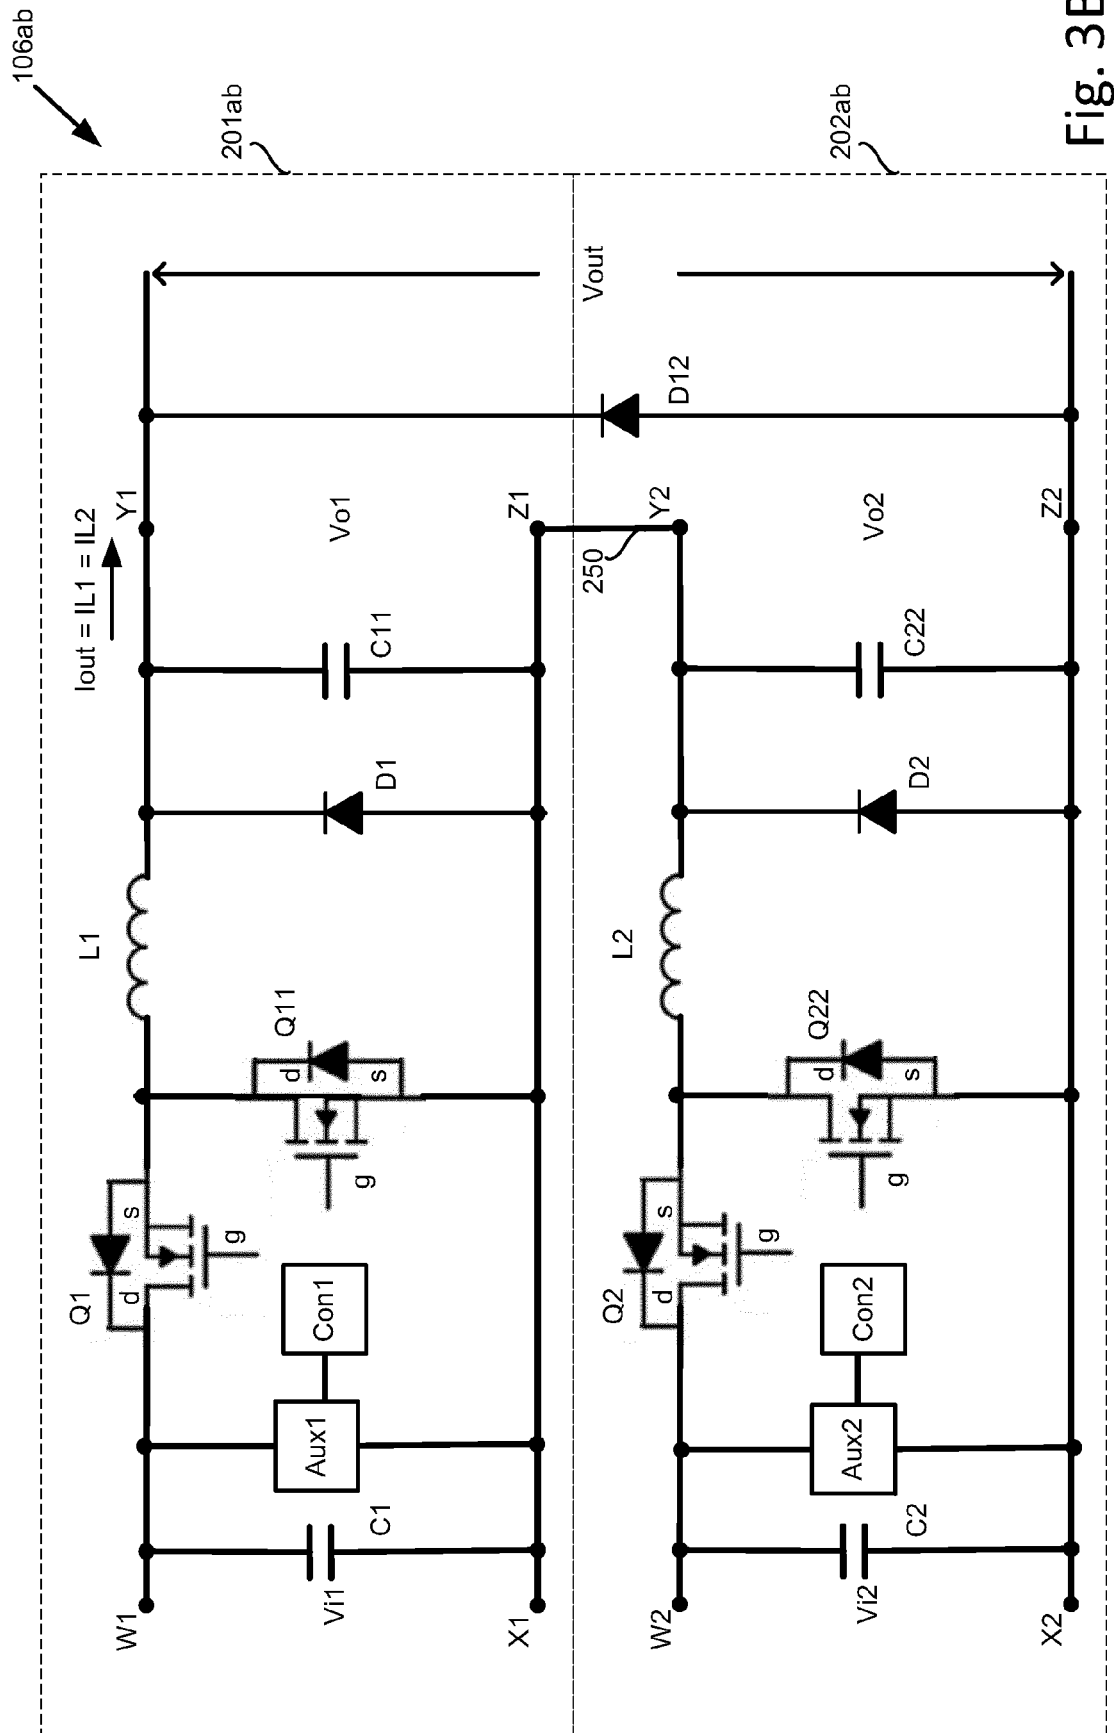 106ab
201ab
202ab
Fig. 3B
Iout = IL1 = IL2
Y1
L1
Q1
d
s
g
Q11
d
s
g
Con1
Aux1
C1
Vi1
W1
X1
D1
C11
Vo1
Z1
Vout
D12
250
Y2
L2
Q2
d
s
g
Q22
d
s
g
Con2
Aux2
C2
Vi2
W2
X2
D2
C22
Vo2
Z2